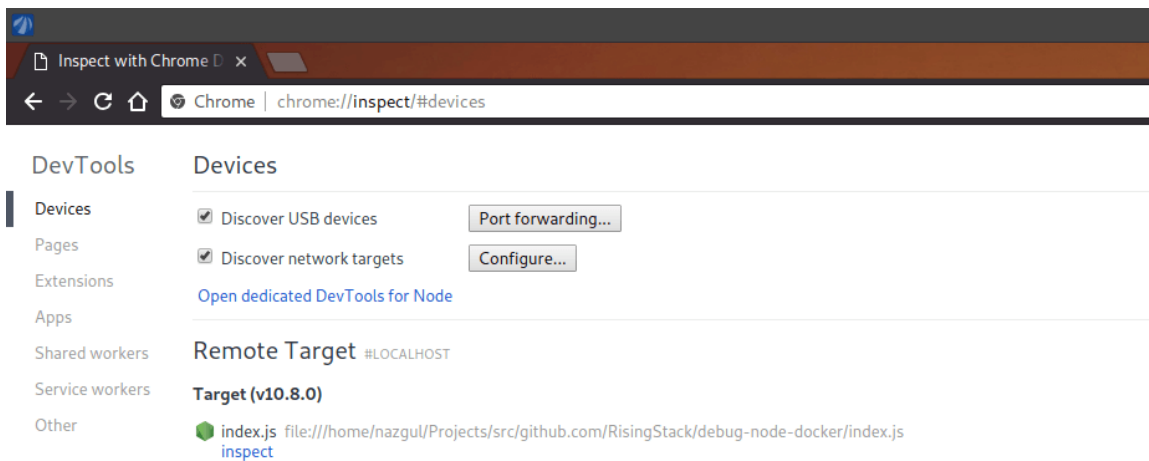 Inspect with Chrome D
Chrome | chrome://inspect/#devices
DevTools
Devices
Pages
Extensions
Apps
Shared workers
Service workers
Other
Devices
Discover USB devices Port forwarding...
Discover network targets Configure...
Open dedicated DevTools for Node
Remote Target #LOCALHOST
Target (v10.8.0)
index.js file:///home/nazgul/Projects/src/github.com/RisingStack/debug-node-docker/index.js
inspect